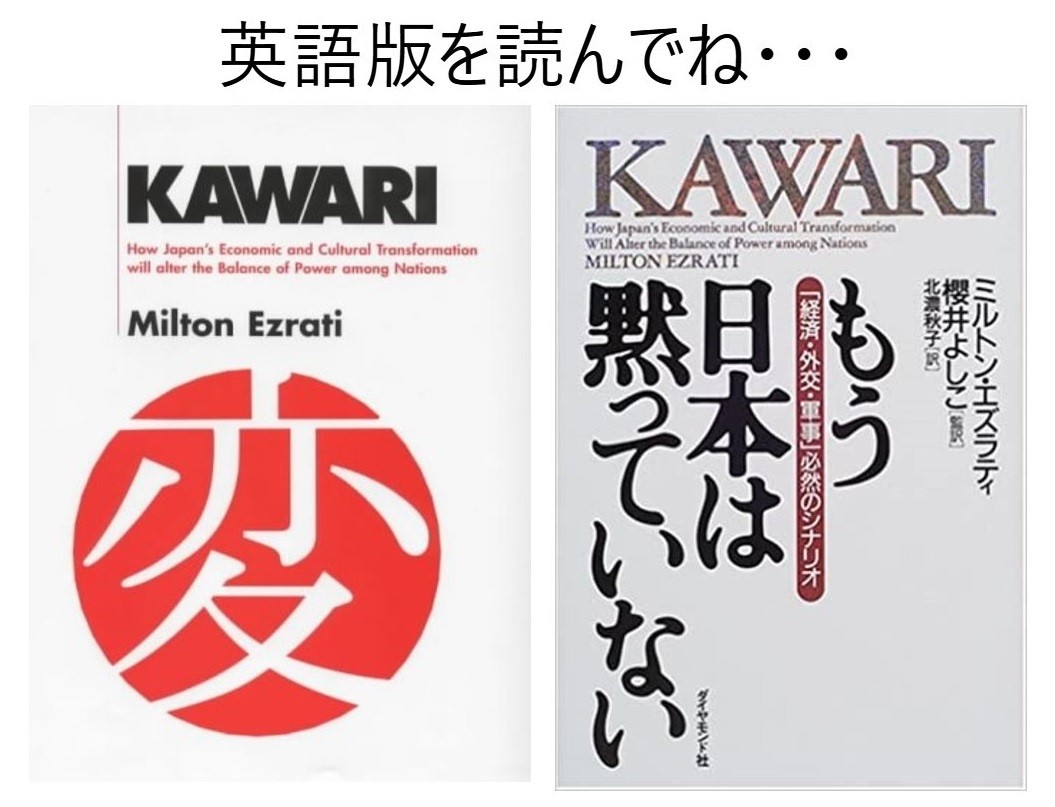 英語版を読んでね・・・
KAWARI
How Japan's Economic and Cultural Transformation
will alter the Balance of Power among Nations
Milton Ezrati
変
KAWARI
How Japan's Economic and Cultural Transformation
Will Alter the Balance of Power among Nations
MILTON EZRATI
ミルトン・エズラティ
櫻井よしこ[監訳]
北濃秋子[訳]
もう
「経済・外交・軍事」必然のシナリオ
日本は
黙っていない
ダイヤモンド社